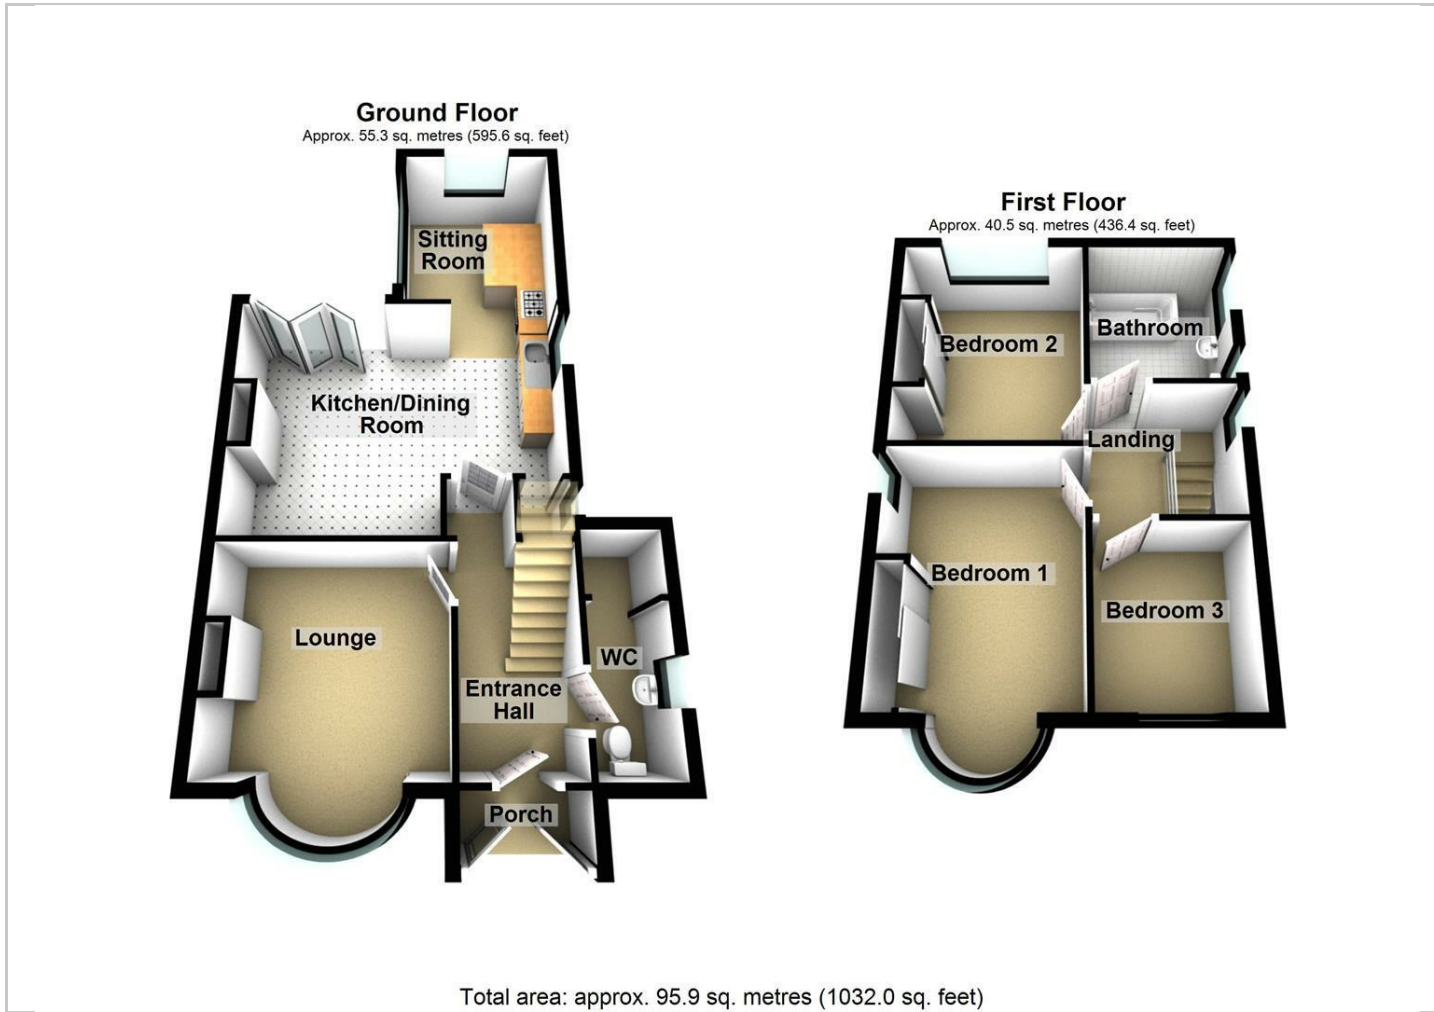 Ground Floor
Approx. 55.3 sq. metres (595.6 sq. feet)
Sitting
Room
Kitchen/Dining
Room
Lounge
WC
Entrance
Hall
Porch
First Floor
Approx. 40.5 sq. metres (436.4 sq. feet)
Bathroom
Bedroom 2
Landing
Bedroom 1
Bedroom 3
Total area: approx. 95.9 sq. metres (1032.0 sq. feet)